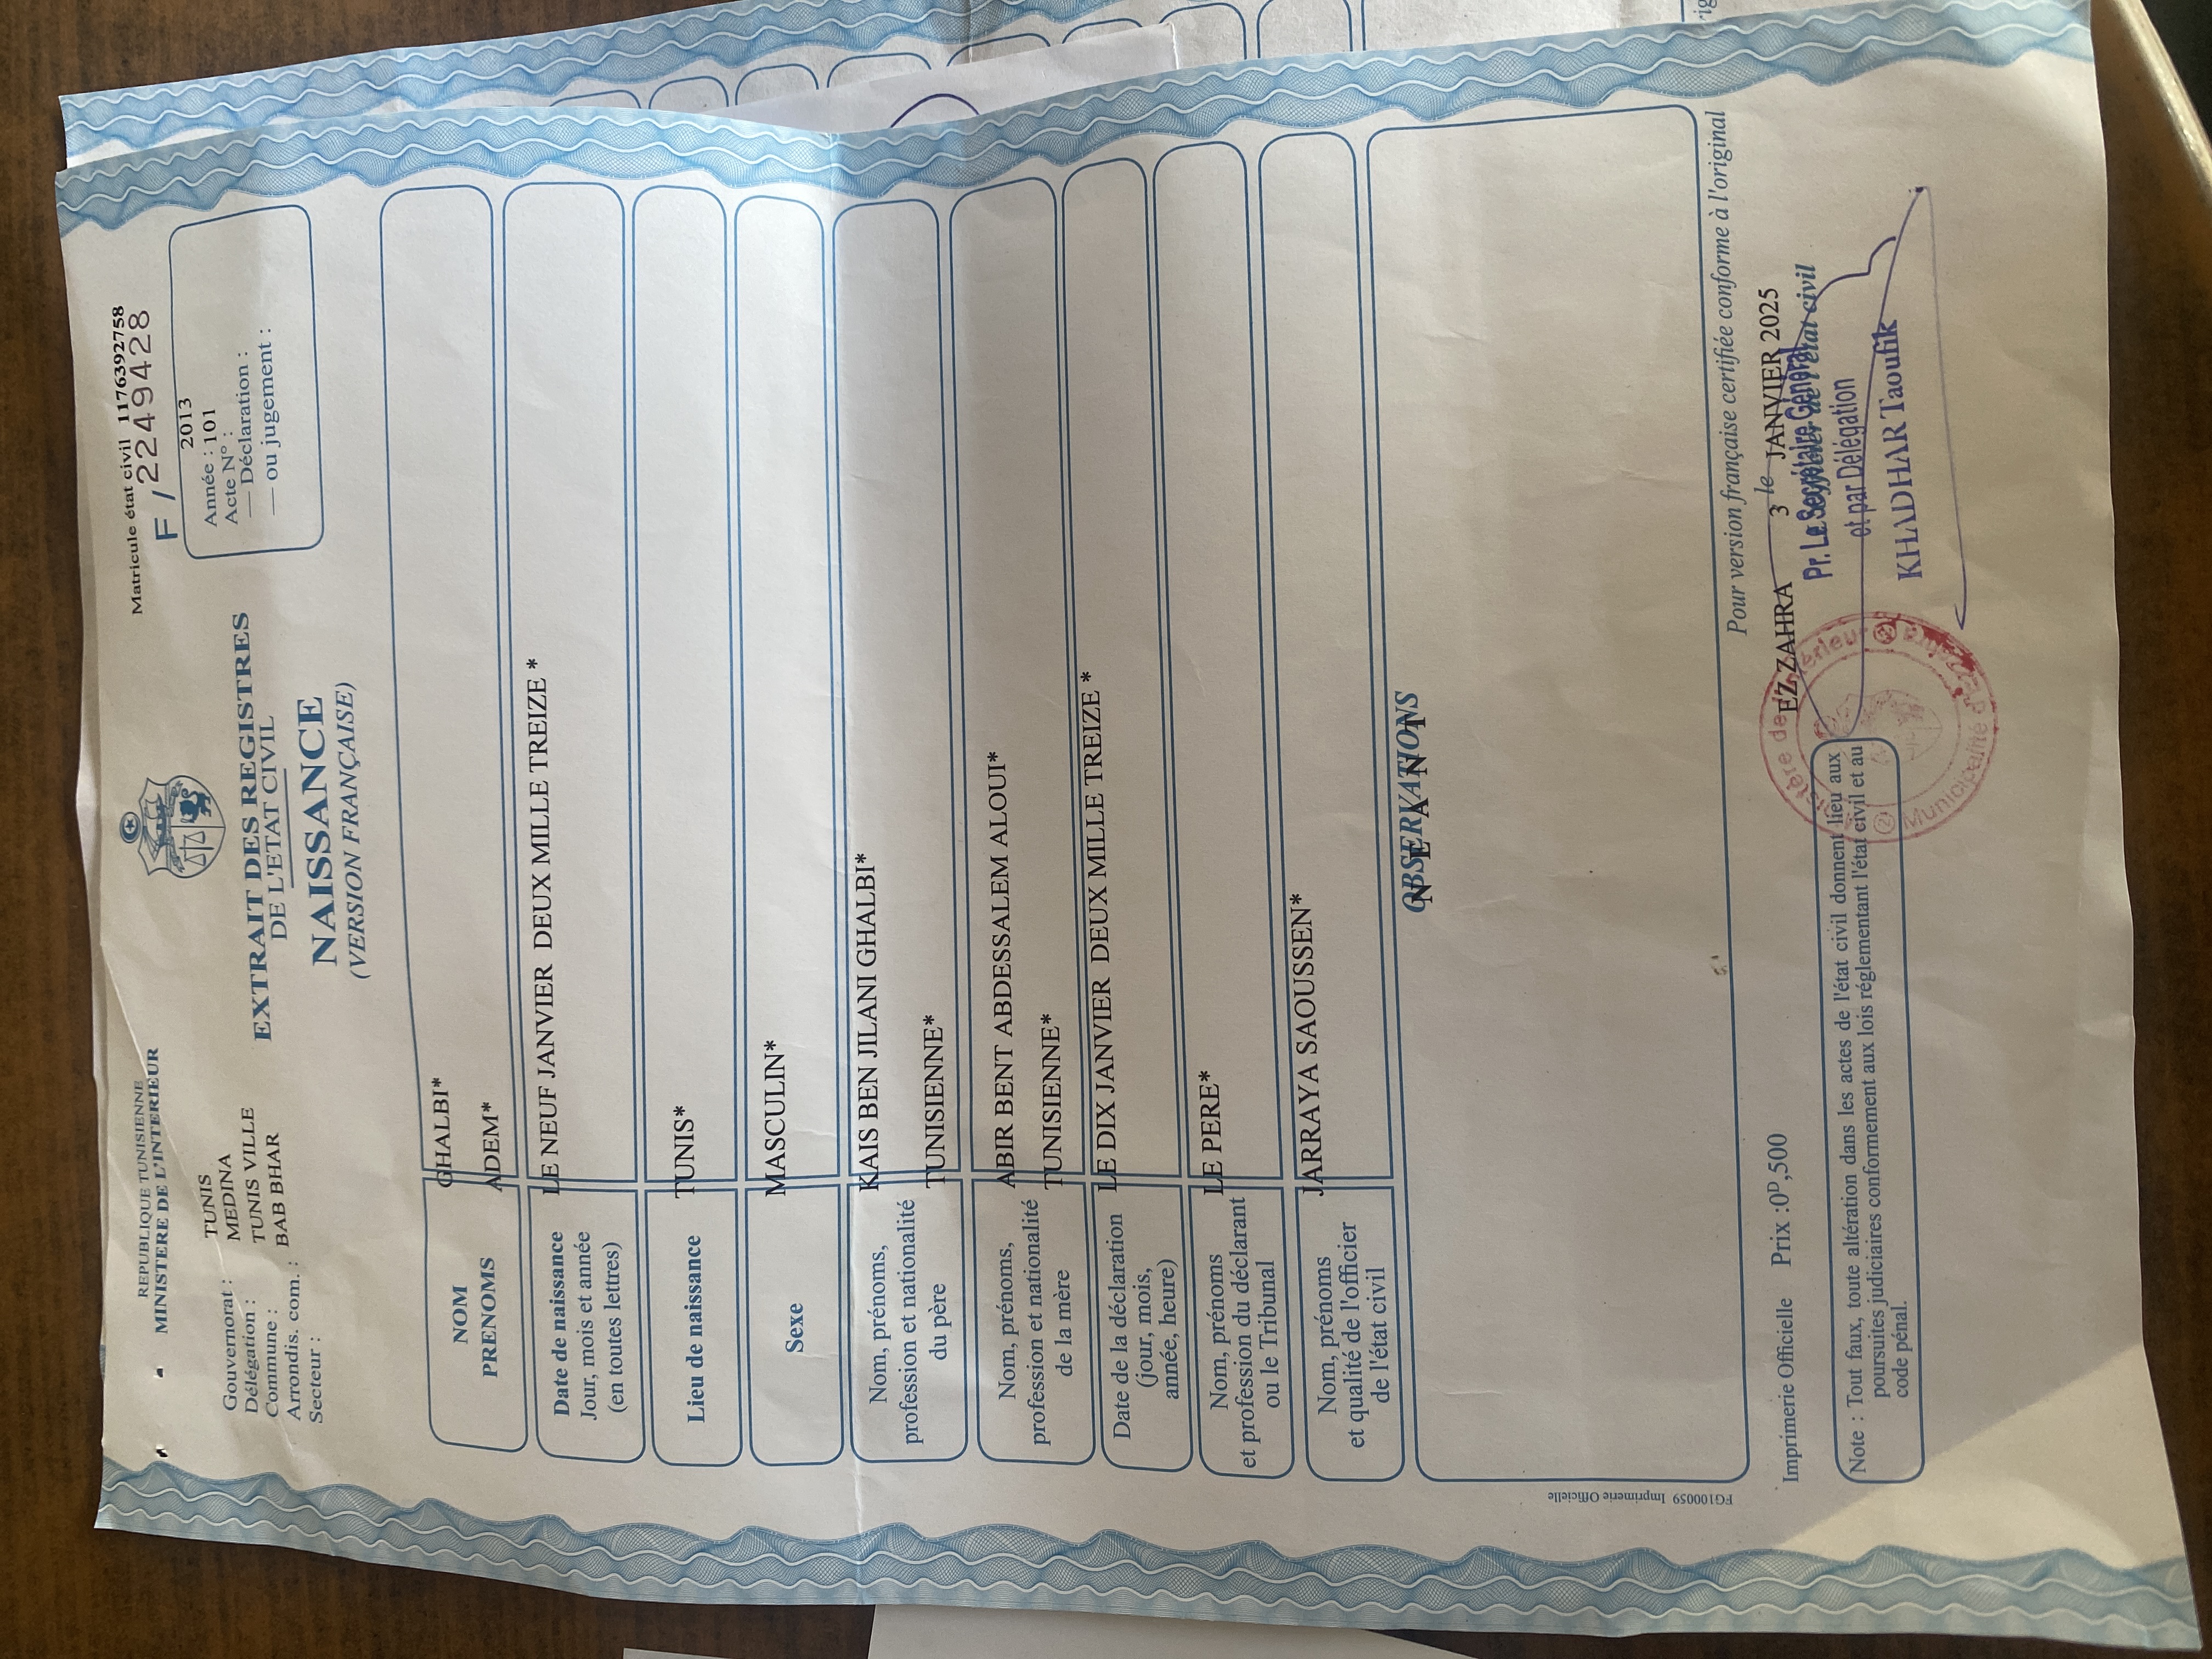 REPUBLIQUE TUNISIENNE
MINISTERE DE L'INTERIEUR
Gouvernorat : TUNIS
Délégation : MEDINA
Commune : TUNIS VILLE
Arrondis. com. : BAB BHAR
Secteur :
EXTRAIT DES REGISTRES
DE L'ETAT CIVIL
NAISSANCE
(VERSION FRANÇAISE)
Matricule état civil 1176392758
F / 2249428
2013
Année : 101
Acte N° :
— Déclaration :
— ou jugement :
NOM GHALBI*
PRENOMS ADEM*
Date de naissance
Jour, mois et année
(en toutes lettres)
LE NEUF JANVIER DEUX MILLE TREIZE *
Lieu de naissance
TUNIS*
Sexe
MASCULIN*
Nom, prénoms,
profession et nationalité
du père
KAIS BEN JILANI GHALBI*
TUNISIENNE*
Nom, prénoms,
profession et nationalité
de la mère
ABIR BENT ABDESSALEM ALOUI*
TUNISIENNE*
Date de la déclaration
(jour, mois,
année, heure)
LE DIX JANVIER DEUX MILLE TREIZE *
Nom, prénoms
et profession du déclarant
ou le Tribunal
LE PERE*
Nom, prénoms
et qualité de l'officier
de l'état civil
JARRAYA SAOUSSEN*
OBSERVATIONS
N E A N T
FG100059 Imprimerie Officielle
Pour version française certifiée conforme à l'original
Imprimerie Officielle Prix :0ᴰ,500
EZZAHRA 3 le JANVIER 2025
Pr. Le Secrétaire Général
de l'état civil
et par Délégation
KHADHAR Taoufik
Municipalité d'
Note : Tout faux, toute altération dans les actes de l'état civil donnent lieu aux
poursuites judiciaires conformement aux lois réglementant l'état civil et au
code pénal.